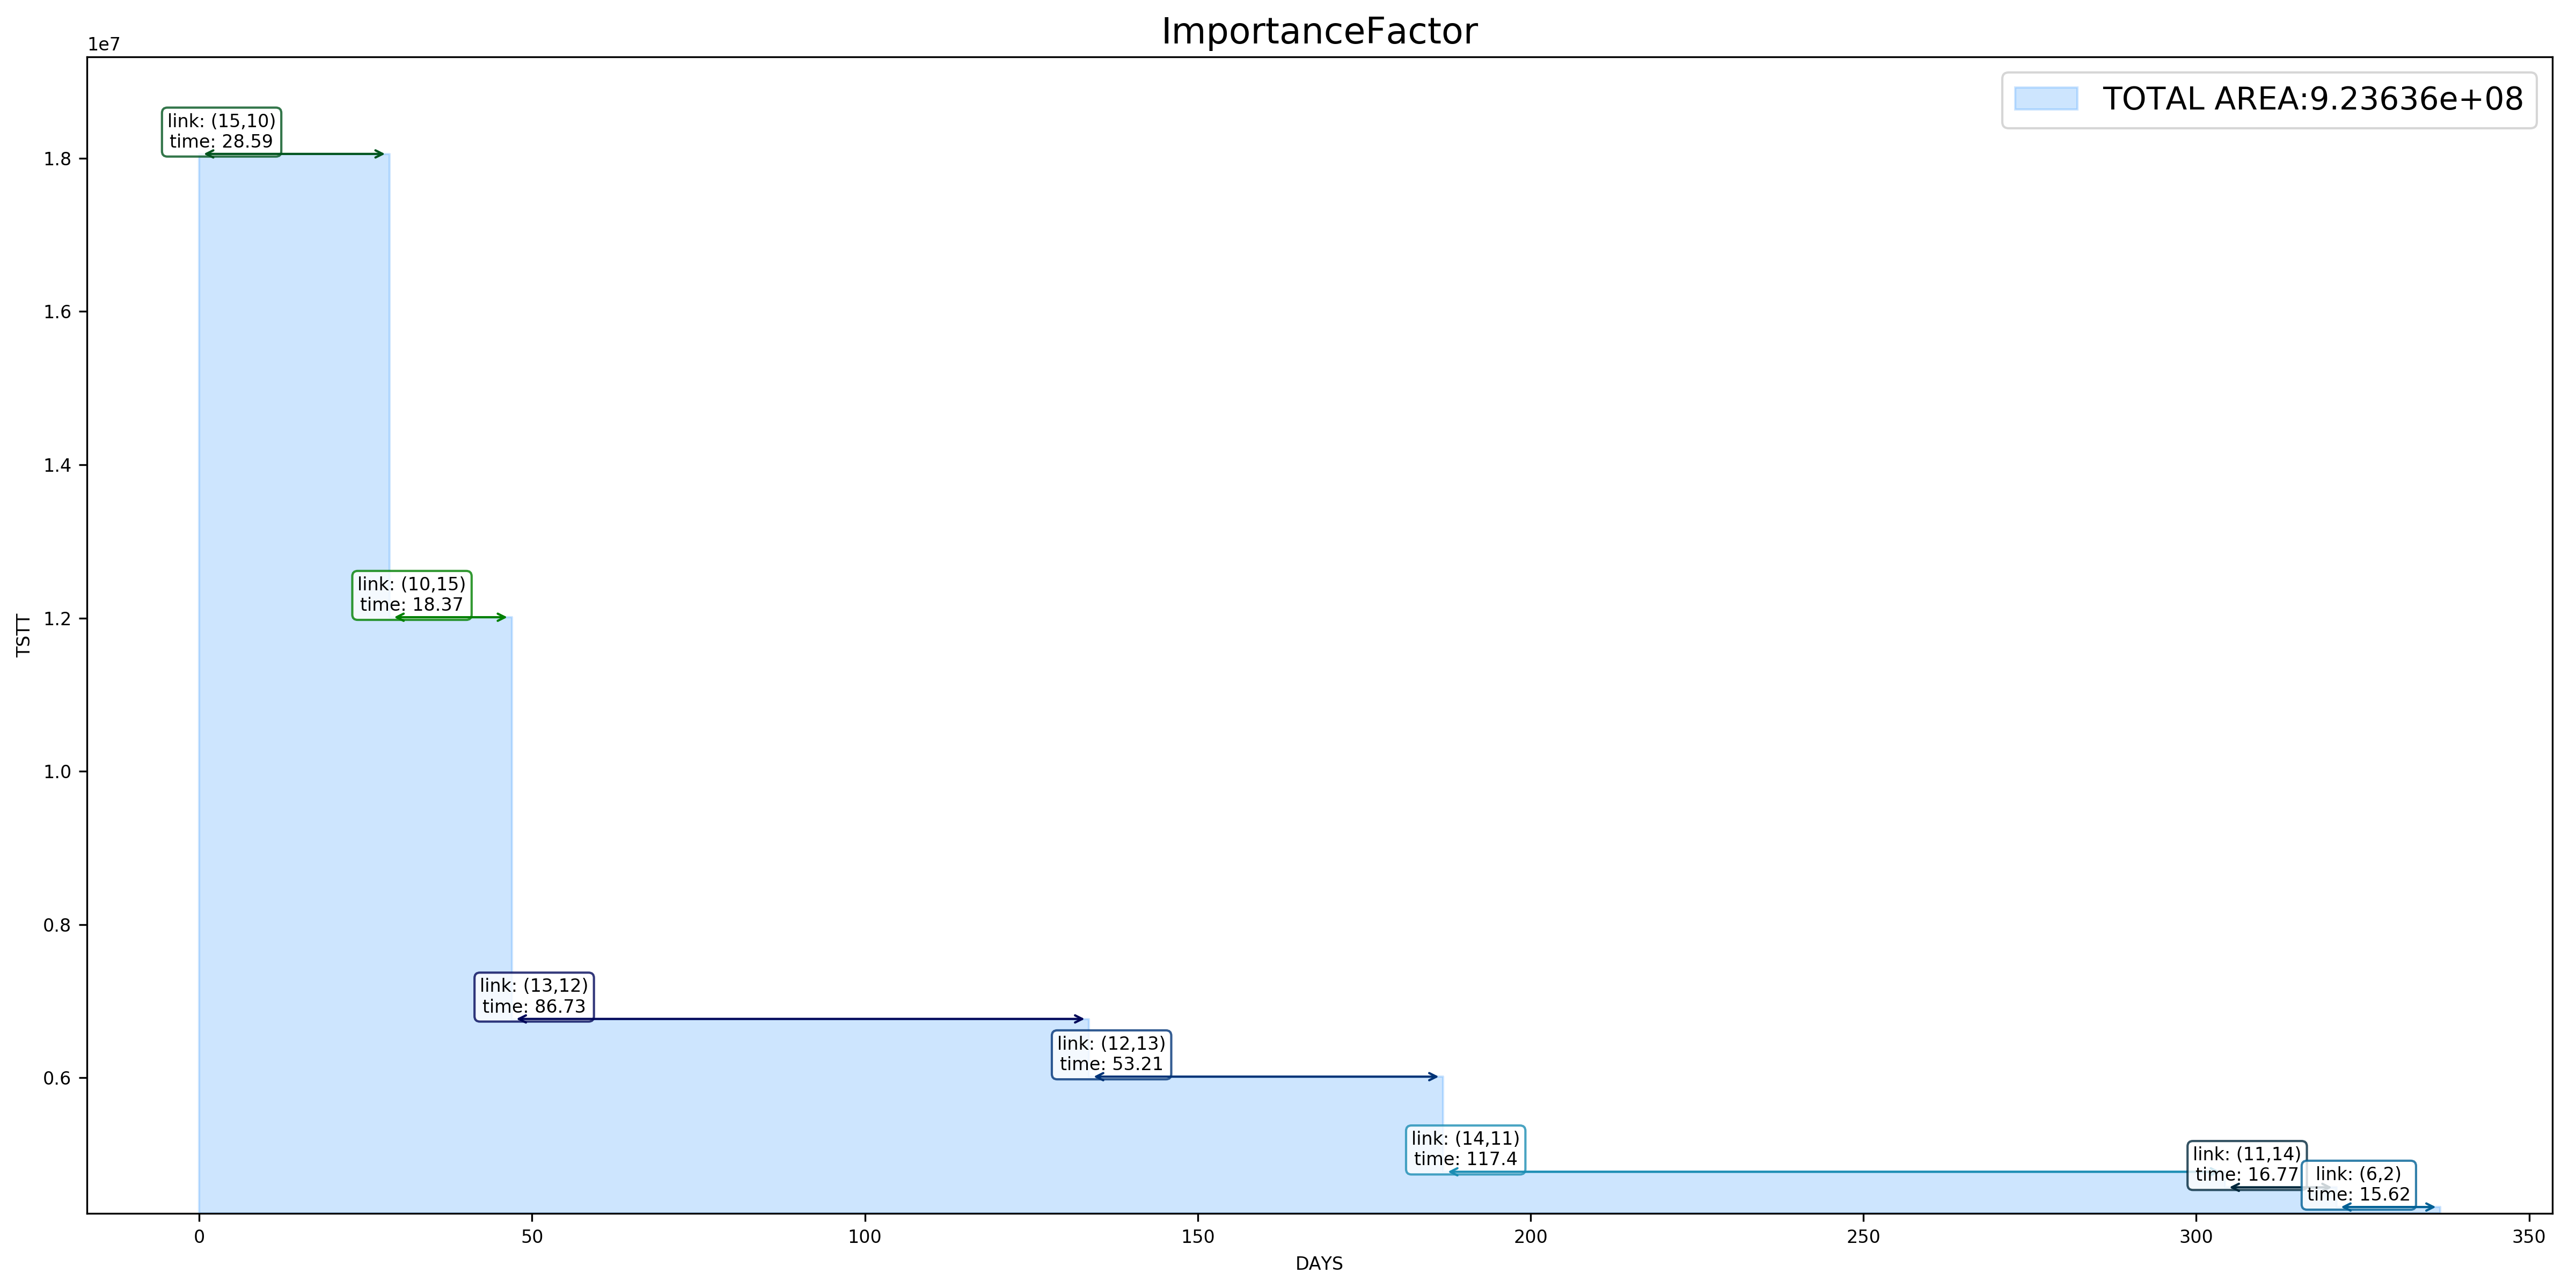 ImportanceFactor
1e7
TOTAL AREA:9.23636e+08
link: (15,10)
time: 28.59
1.8
1.6
1.4
link: (10,15)
time: 18.37
1.2
TSTT
1.0
0.8
link: (13,12)
time: 86.73
link: (12,13)
time: 53.21
0.6
link: (14,11)
time: 117.4
link: (11,14)
time: 16.77
link: (6,2)
time: 15.62
0
50
100
150
200
250
300
350
DAYS